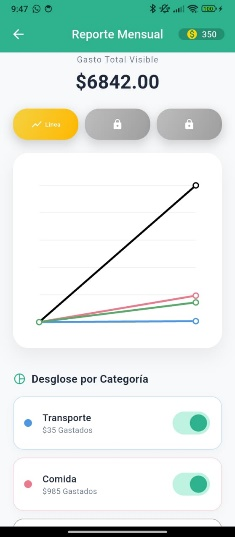 9:47
Reporte Mensual
350
Gasto Total Visible
$6842.00
Línea
Desglose por Categoría
Transporte
$35 Gastados
Comida
$985 Gastados